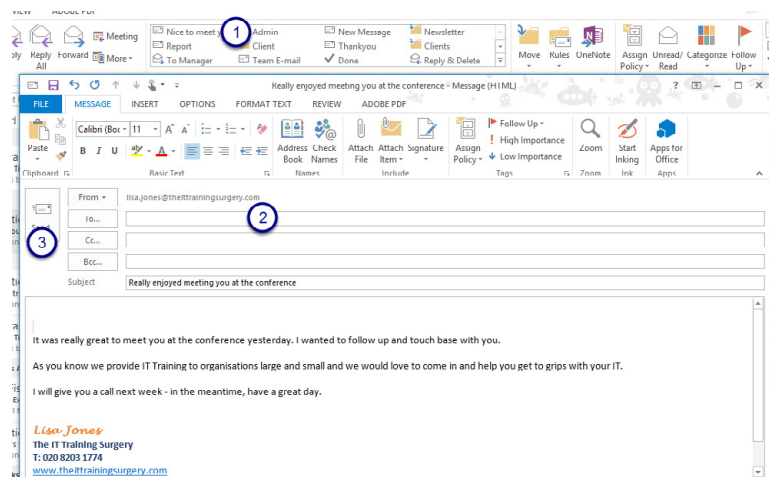 VIEW ADOBE PDF
Meeting
Reply Reply Forward More
All
Nice to meet Admin New Message Newsletter
Report Client Thankyou Clients
To Manager Team E-mail Done Reply & Delete
1
Move Rules OneNote Assign Unread/ Categorize Follow
Policy Read Up
Really enjoyed meeting you at the conference - Message (HTML)
FILE MESSAGE INSERT OPTIONS FORMAT TEXT REVIEW ADOBE PDF
Paste
Clipboard
Calibri (Boc 11 A A
B I U
Basic Text
Address Check
Book Names
Names
Attach Attach Signature
File Item
Include
Assign
Policy
Follow Up
High Importance
Low Importance
Tags
Zoom
Zoom
Start
Inking
Ink
Apps for
Office
Apps
From lisa.jones@theittrainingsurgery.com
To... 2
Send
3
Cc...
Bcc...
Subject Really enjoyed meeting you at the conference
It was really great to meet you at the conference yesterday. I wanted to follow up and touch base with you.
As you know we provide IT Training to organisations large and small and we would love to come in and help you get to grips with your IT.
I will give you a call next week - in the meantime, have a great day.
Lisa Jones
The IT Training Surgery
T: 020 8203 1774
www.theittrainingsurgery.com